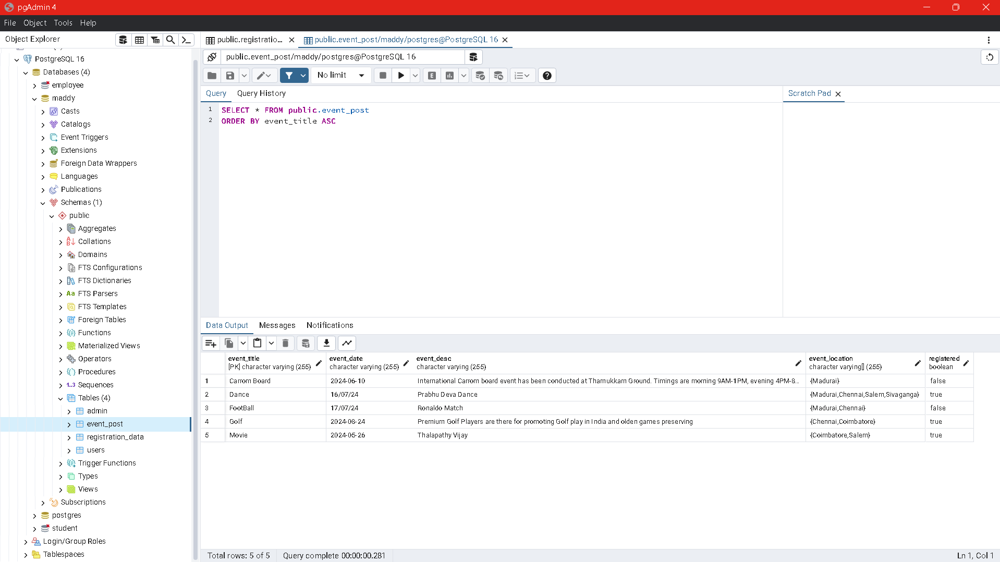 pgAdmin 4
File Object Tools Help
Object Explorer
PostgreSQL 16
Databases (4)
employee
maddy
Casts
Catalogs
Event Triggers
Extensions
Foreign Data Wrappers
Languages
Publications
Schemas (1)
public
Aggregates
Collations
Domains
FTS Configurations
FTS Dictionaries
Aa FTS Parsers
FTS Templates
Foreign Tables
Functions
Materialized Views
Operators
Procedures
1..3 Sequences
Tables (4)
admin
event_post
registration_data
users
Trigger Functions
Types
Views
Subscriptions
postgres
student
Login/Group Roles
Tablespaces
public.registratio... public.event_post/maddy/postgres@PostgreSQL 16
public.event_post/maddy/postgres@PostgreSQL 16
No limit
E
Query Query History
Scratch Pad
1 SELECT * FROM public.event_post
2 ORDER BY event_title ASC
Data Output Messages Notifications
event_title event_date event_desc event_location registered
[PK] character varying (255) character varying (255) character varying (255) character varying[] (255) boolean
1 Carrom Board 2024-06-10 International Carrom board event has been conducted at Thamukkam Ground. Timings are morning 9AM-1PM, evening 4PM-8... {Madurai} false
2 Dance 16/07/24 Prabhu Deva Dance {Madurai,Chennai,Salem,Sivaganga} true
3 FootBall 17/07/24 Ronaldo Match {Madurai,Chennai} false
4 Golf 2024-08-24 Premium Golf Players are there for promoting Golf play in India and olden games preserving {Chennai,Coimbatore} true
5 Movie 2024-05-26 Thalapathy Vijay {Coimbatore,Salem} true
Total rows: 5 of 5 Query complete 00:00:00.281 Ln 1, Col 1